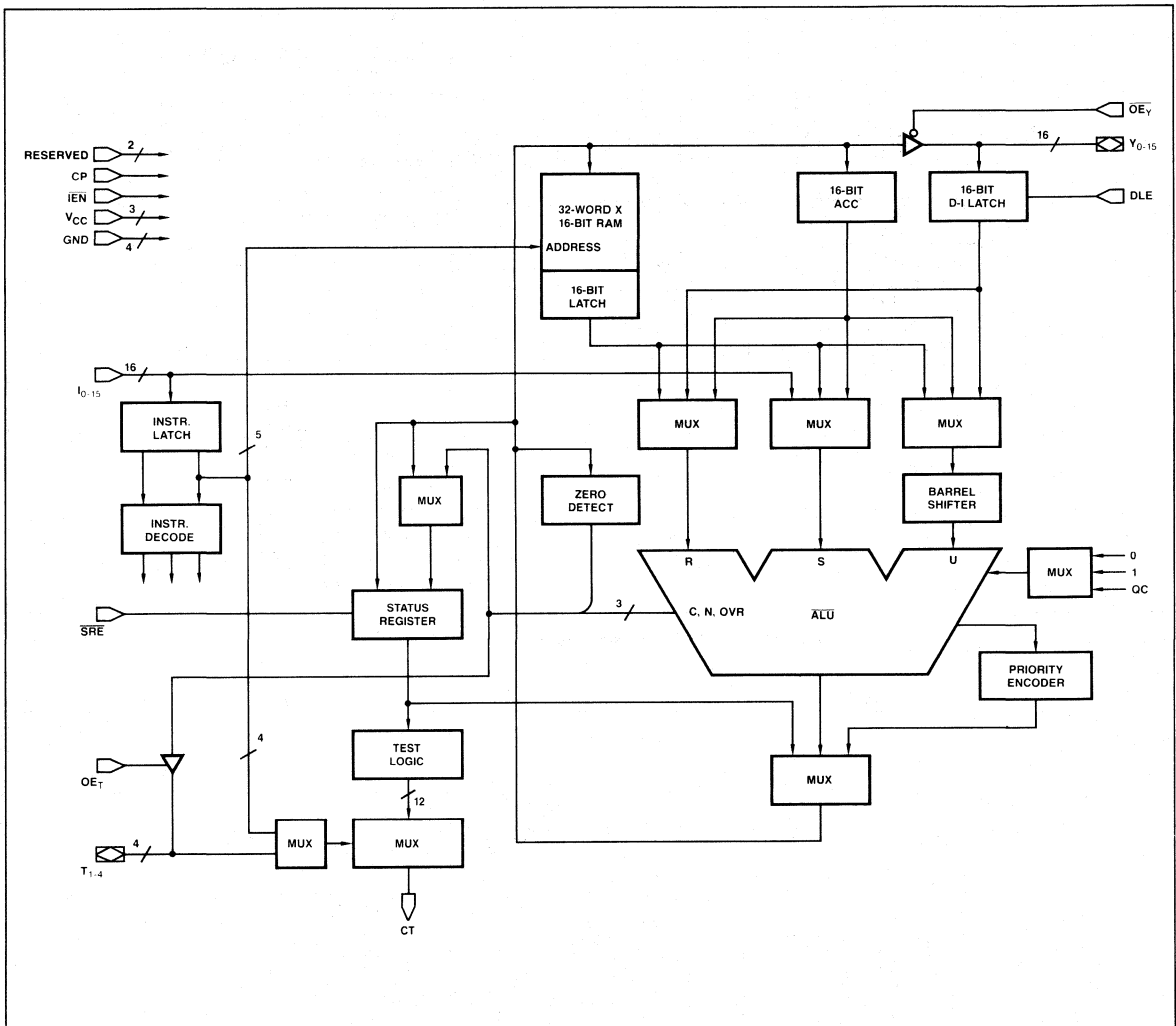 OE_Y
16
Y0-15
2
RESERVED
CP
IEN
3
VCC
4
GND
32-WORD X
16-BIT RAM
ADDRESS
16-BIT
LATCH
16-BIT
ACC
16-BIT
D-I LATCH
DLE
16
I0-15
INSTR.
LATCH
5
INSTR.
DECODE
MUX
MUX
MUX
MUX
ZERO
DETECT
BARREL
SHIFTER
R
S
U
MUX
0
1
QC
SRE
STATUS
REGISTER
3
C, N, OVR
ALU
PRIORITY
ENCODER
OE_T
4
TEST
LOGIC
12
MUX
T1-4
4
MUX
MUX
CT